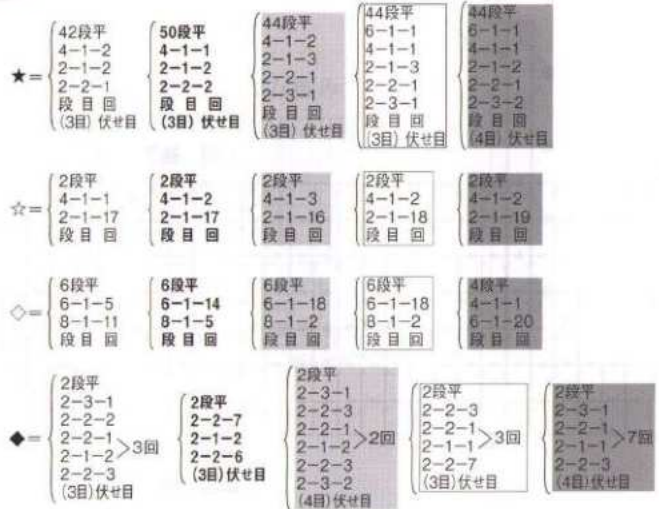 ★=
42段平
4-1-2
2-1-2
2-2-1
段 目 回
(3目) 伏せ目
50段平
4-1-1
2-1-2
2-2-2
段 目 回
(3目) 伏せ目
44段平
4-1-2
2-1-3
2-2-1
2-3-1
段 目 回
(3目) 伏せ目
44段平
6-1-1
4-1-1
2-1-3
2-2-1
2-3-1
段 目 回
(3目) 伏せ目
44段平
6-1-1
4-1-1
2-1-2
2-2-1
2-3-2
段 目 回
(4目) 伏せ目
☆=
2段平
4-1-1
2-1-17
段 目 回
2段平
4-1-2
2-1-17
段 目 回
2段平
4-1-3
2-1-16
段 目 回
2段平
4-1-2
2-1-18
段 目 回
2段平
4-1-2
2-1-19
段 目 回
◇=
6段平
6-1-5
8-1-11
段 目 回
6段平
6-1-14
8-1-5
段 目 回
6段平
6-1-18
8-1-2
段 目 回
6段平
6-1-18
8-1-2
段 目 回
4段平
4-1-1
6-1-20
段 目 回
◆=
2段平
2-3-1
2-2-2
2-2-1
2-1-2 >3回
2-2-3
(3目)伏せ目
2段平
2-2-7
2-1-2
2-2-6
(3目)伏せ目
2段平
2-3-1
2-2-3
2-2-1
2-1-2 >2回
2-2-3
2-3-2
(4目)伏せ目
2段平
2-2-3
2-2-1
2-1-1 >3回
2-2-7
(3目)伏せ目
2段平
2-3-1
2-2-1
2-1-1 >7回
2-2-3
(4目)伏せ目